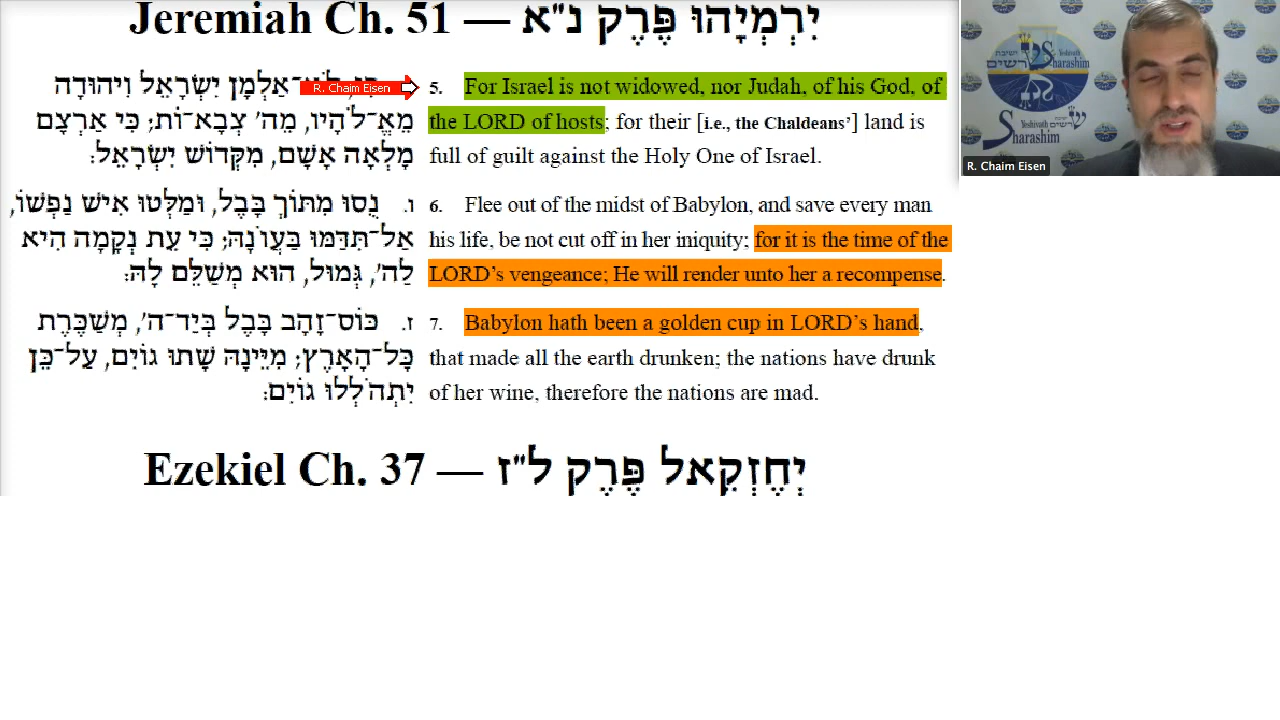 Jeremiah Ch. 51 — יִרְמְיָהוּ פֶּרֶק נ"א
אַלְמָן יִשְׂרָאֵל וִיהוּדָה
מֵאֱ־לֹהָיו, מֵה' צְבָא־וֹת; כִּי אַרְצָם
מָלְאָה אָשָׁם, מִקְּדוֹשׁ יִשְׂרָאֵל:
R. Chaim Eisen
5. For Israel is not widowed, nor Judah, of his God, of
the LORD of hosts; for their [i.e., the Chaldeans'] land is
full of guilt against the Holy One of Israel.
ו. נֻסוּ מִתּוֹךְ בָּבֶל, וּמַלְּטוּ אִישׁ נַפְשׁוֹ,
אַל־תִּדַּמּוּ בַּעֲוֹנָהּ; כִּי עֵת נְקָמָה הִיא
לַה', גְּמוּל, הוּא מְשַׁלֵּם לָהּ:
6. Flee out of the midst of Babylon, and save every man
his life, be not cut off in her iniquity; for it is the time of the
LORD's vengeance; He will render unto her a recompense.
ז. כּוֹס־זָהָב בָּבֶל בְּיַד־ה', מְשַׁכֶּרֶת
כָּל־הָאָרֶץ; מִיֵּינָהּ שָׁתוּ גוֹיִם, עַל־כֵּן
יִתְהֹלְלוּ גוֹיִם:
7. Babylon hath been a golden cup in LORD's hand,
that made all the earth drunken; the nations have drunk
of her wine, therefore the nations are mad.
Ezekiel Ch. 37 — יְחֶזְקֵאל פֶּרֶק ל"ז
Yeshivath
Sharashim
ישיבת
שרשים
R. Chaim Eisen